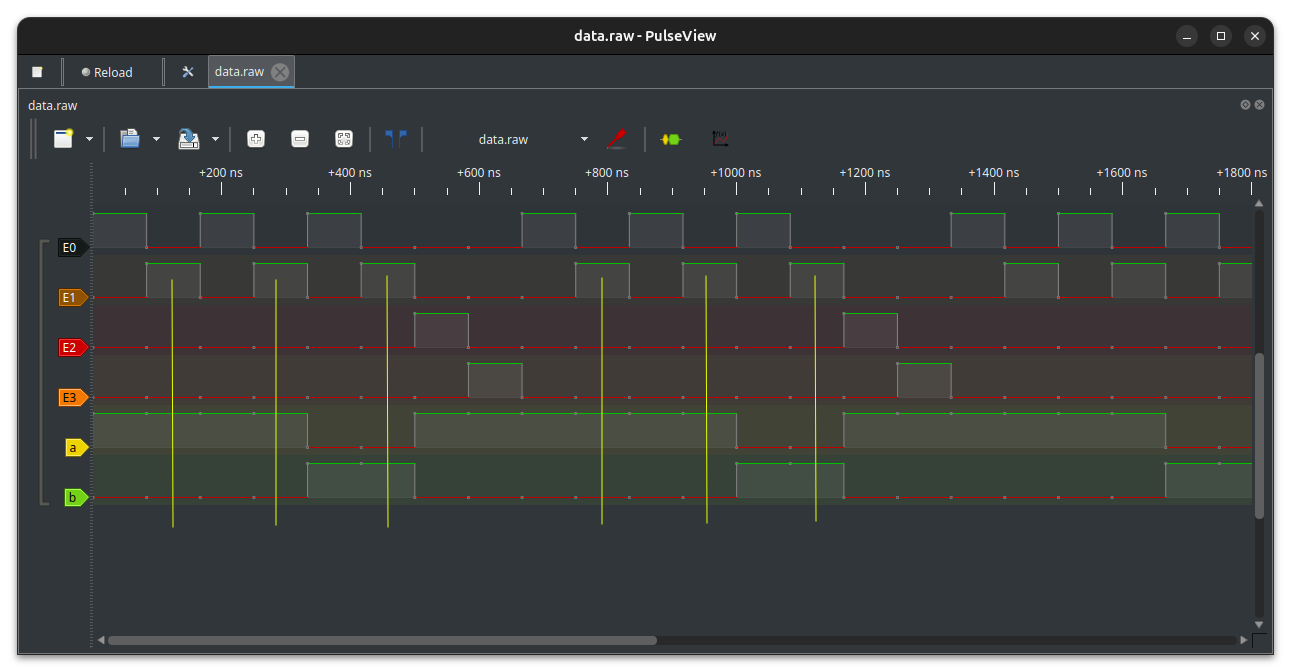 data.raw - PulseView
Reload
data.raw
data.raw
data.raw
+200 ns +400 ns +600 ns +800 ns +1000 ns +1200 ns +1400 ns +1600 ns +1800 ns
E0
E1
E2
E3
a
b